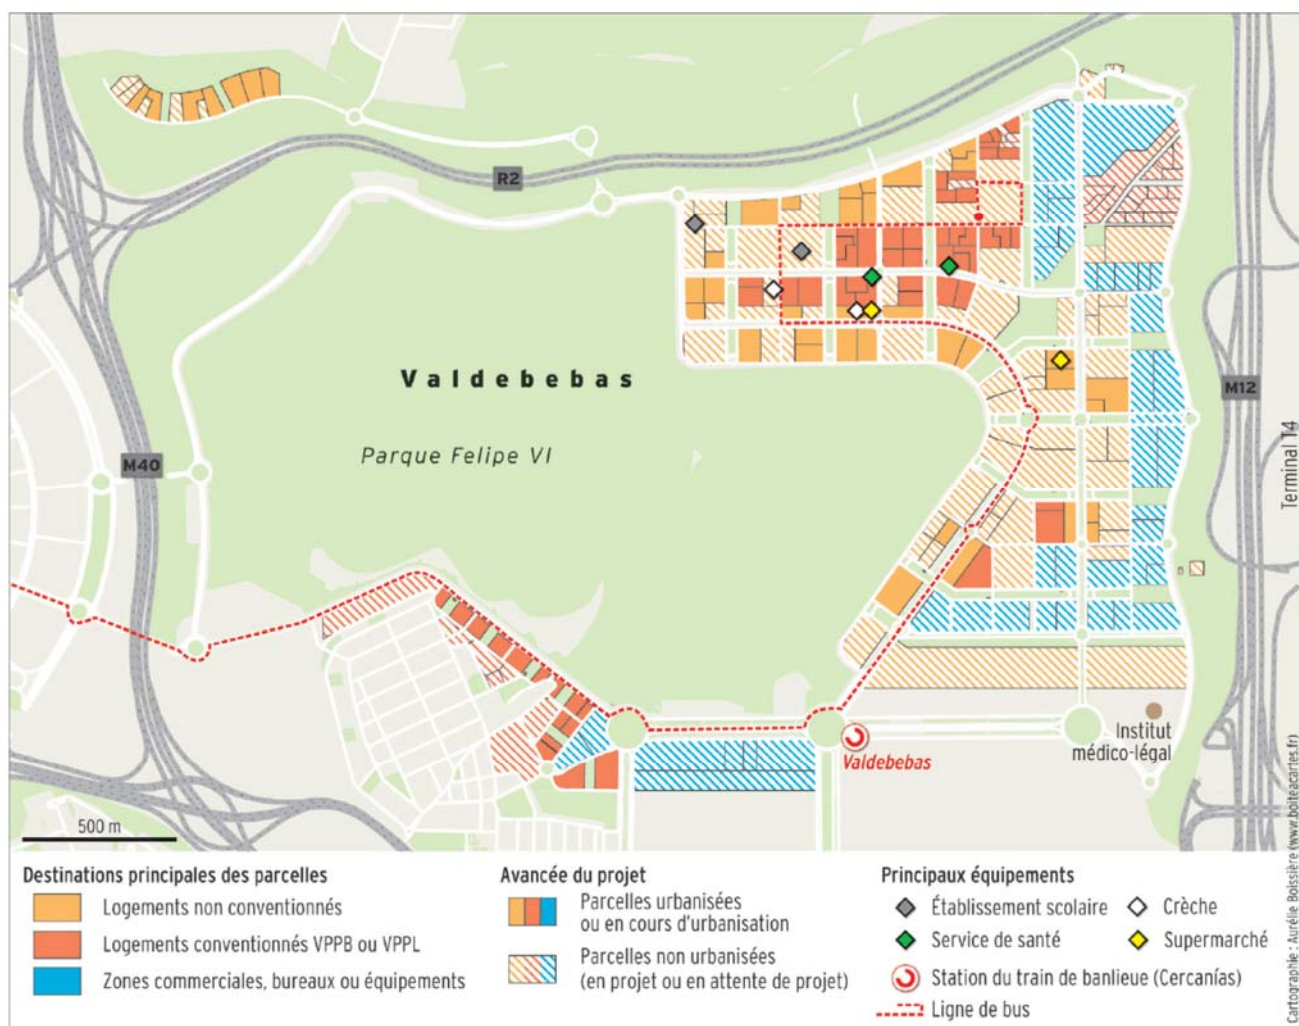 R2
Valdebebas
Parque Felipe VI
M40
M12
Terminal T4
Valdebebas
Institut
médico-légal
500 m
Destinations principales des parcelles
Logements non conventionnés
Logements conventionnés VPPB ou VPPL
Zones commerciales, bureaux ou équipements
Avancée du projet
Parcelles urbanisées
ou en cours d'urbanisation
Parcelles non urbanisées
(en projet ou en attente de projet)
Principaux équipements
Établissement scolaire
Crèche
Service de santé
Supermarché
Station du train de banlieue (Cercanías)
Ligne de bus
Cartographie : Aurélie Boissière (www.boiteacartes.fr)